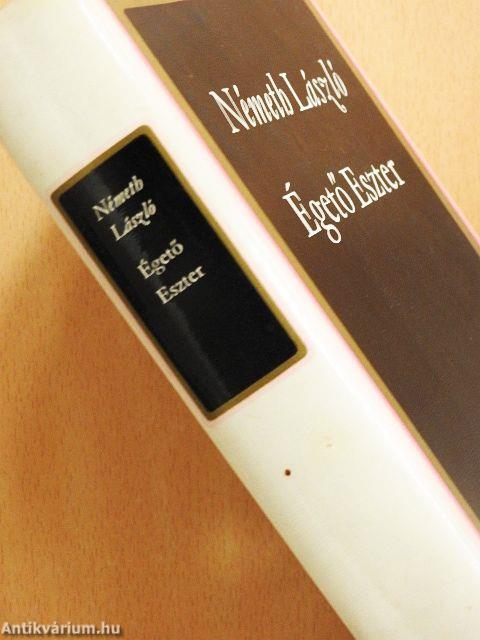 Németh László
Égető Eszter
Németh
László
Égető
Eszter
Antikvárium.hu